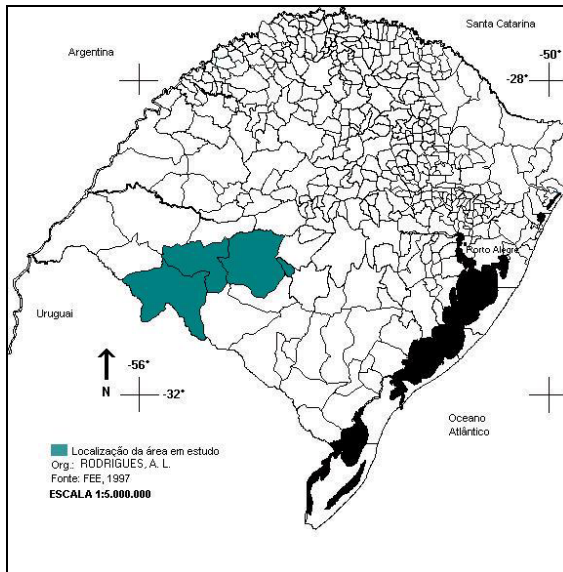 Santa Catarina
Argentina
-50°
-28°
Porto Alegre
Uruguai
-56°
N
-32°
Oceano
Atlântico
Localização da área em estudo
Org.: RODRIGUES, A. L.
Fonte: FEE, 1997
ESCALA 1:5.000.000